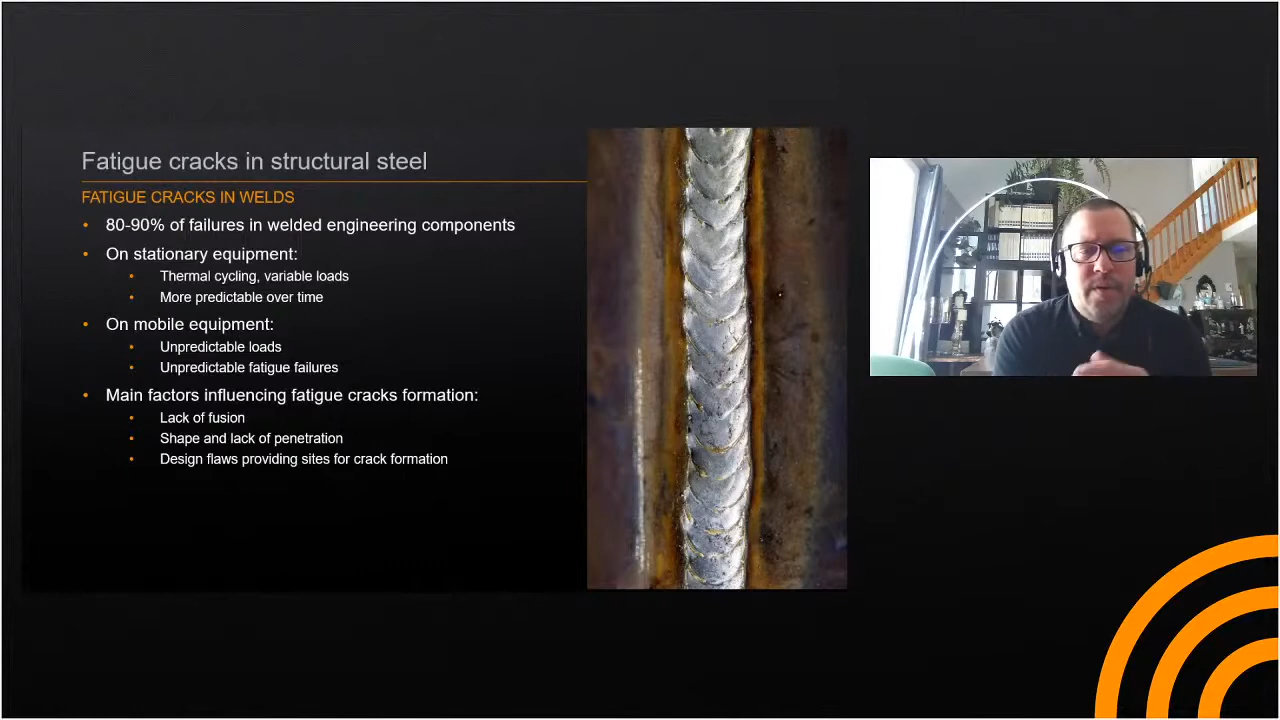 Fatigue cracks in structural steel
FATIGUE CRACKS IN WELDS
• 80-90% of failures in welded engineering components
• On stationary equipment:
• Thermal cycling, variable loads
• More predictable over time
• On mobile equipment:
• Unpredictable loads
• Unpredictable fatigue failures
• Main factors influencing fatigue cracks formation:
• Lack of fusion
• Shape and lack of penetration
• Design flaws providing sites for crack formation